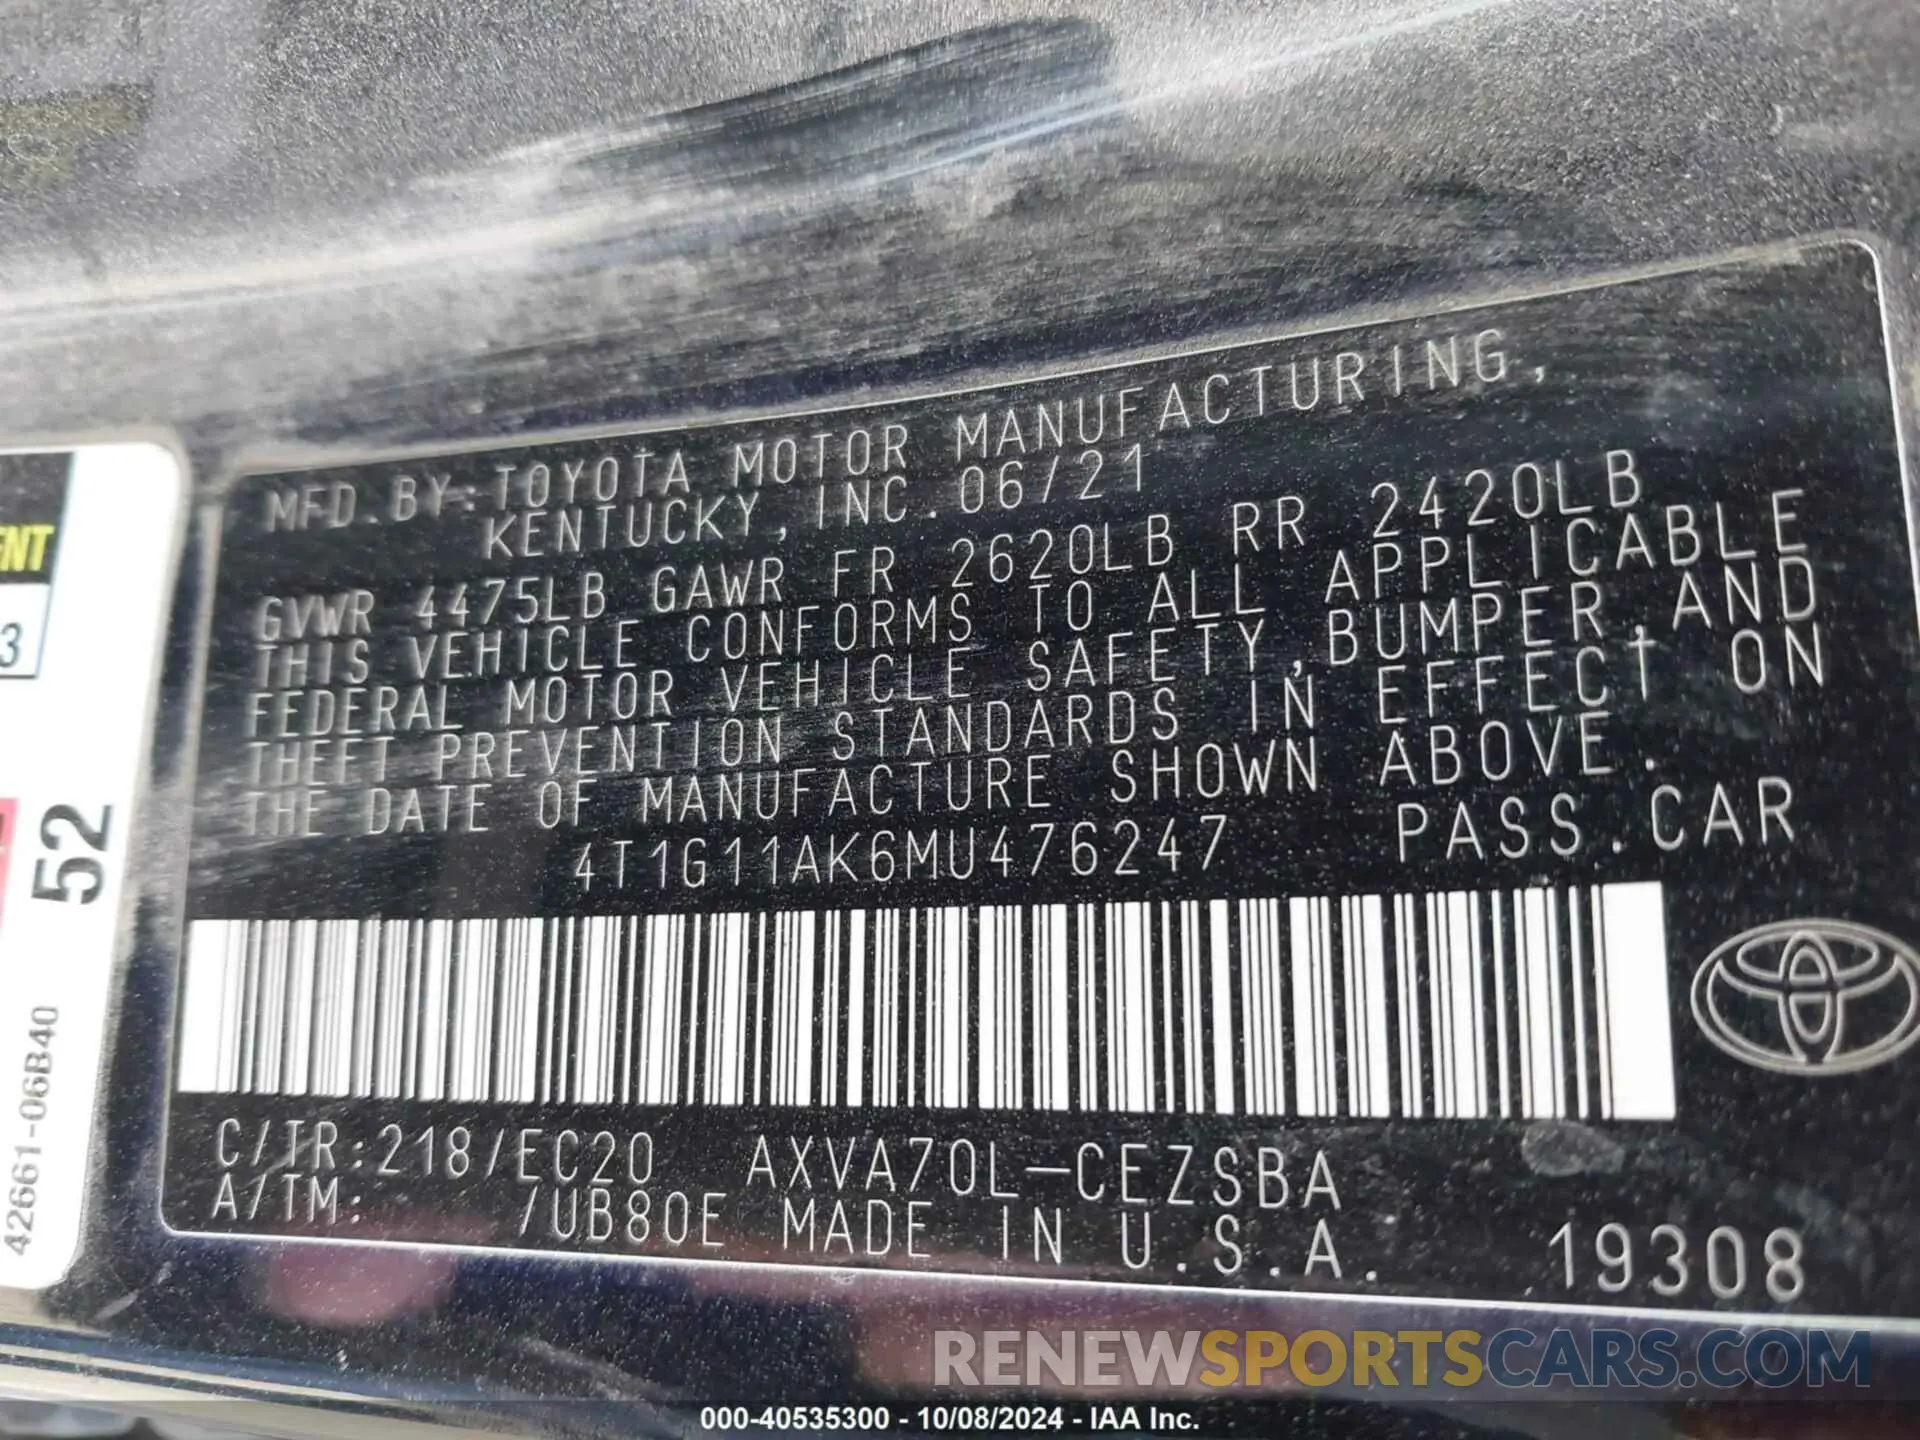 MFD. BY: TOYOTA MOTOR MANUFACTURING,
KENTUCKY, INC. 06/21
GVWR 4475LB GAWR FR 2620LB RR 2420LB
THIS VEHICLE CONFORMS TO ALL APPLICABLE
FEDERAL MOTOR VEHICLE SAFETY, BUMPER, AND
THEFT PREVENTION STANDARDS IN EFFECT ON
THE DATE OF MANUFACTURE SHOWN ABOVE.
4T1G11AK6MU476247 PASS. CAR
C/TR: 218/EC20 AXVA70L-CEZSBA
A/TM: /UB80E MADE IN U.S.A. 19308
3
52
42661-06B40
RENEWSPORTSCARS.COM
000-40535300 - 10/08/2024 - IAA Inc.